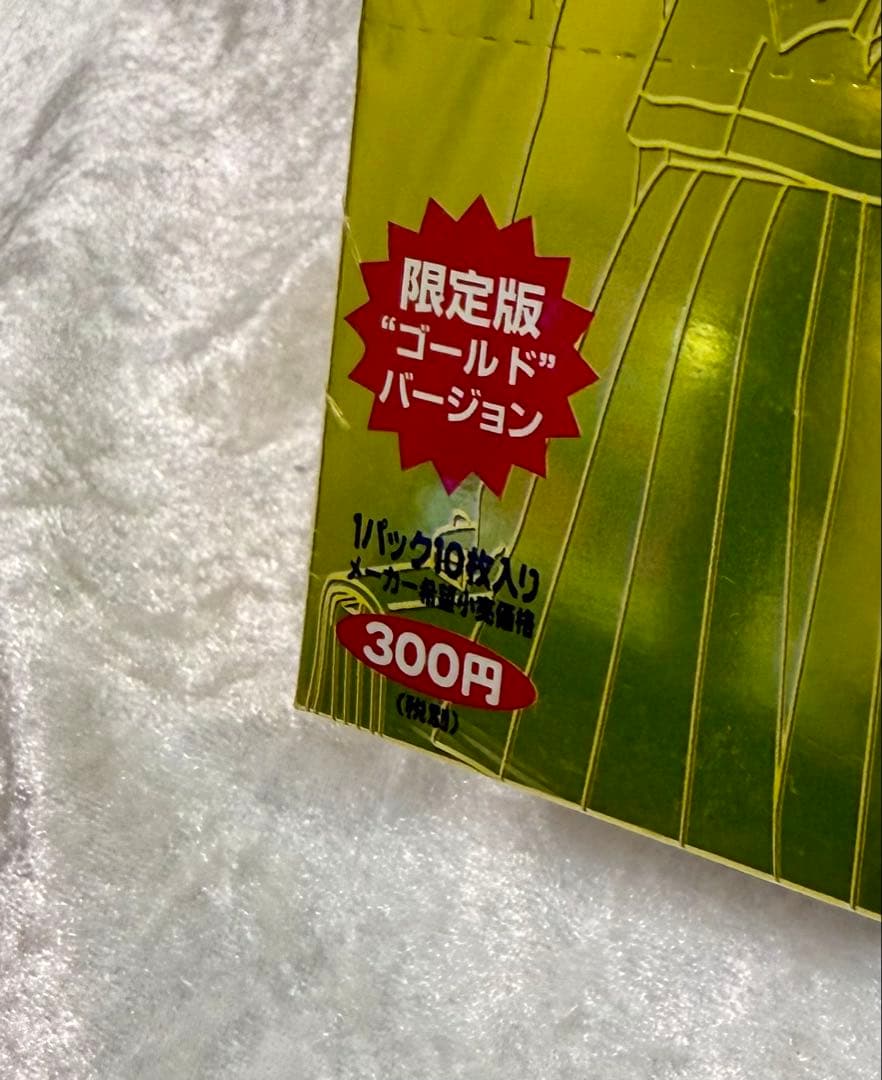 限定版
“ゴールド”
バージョン
1パック10枚入り
メーカー希望小売価格
300円
(税別)